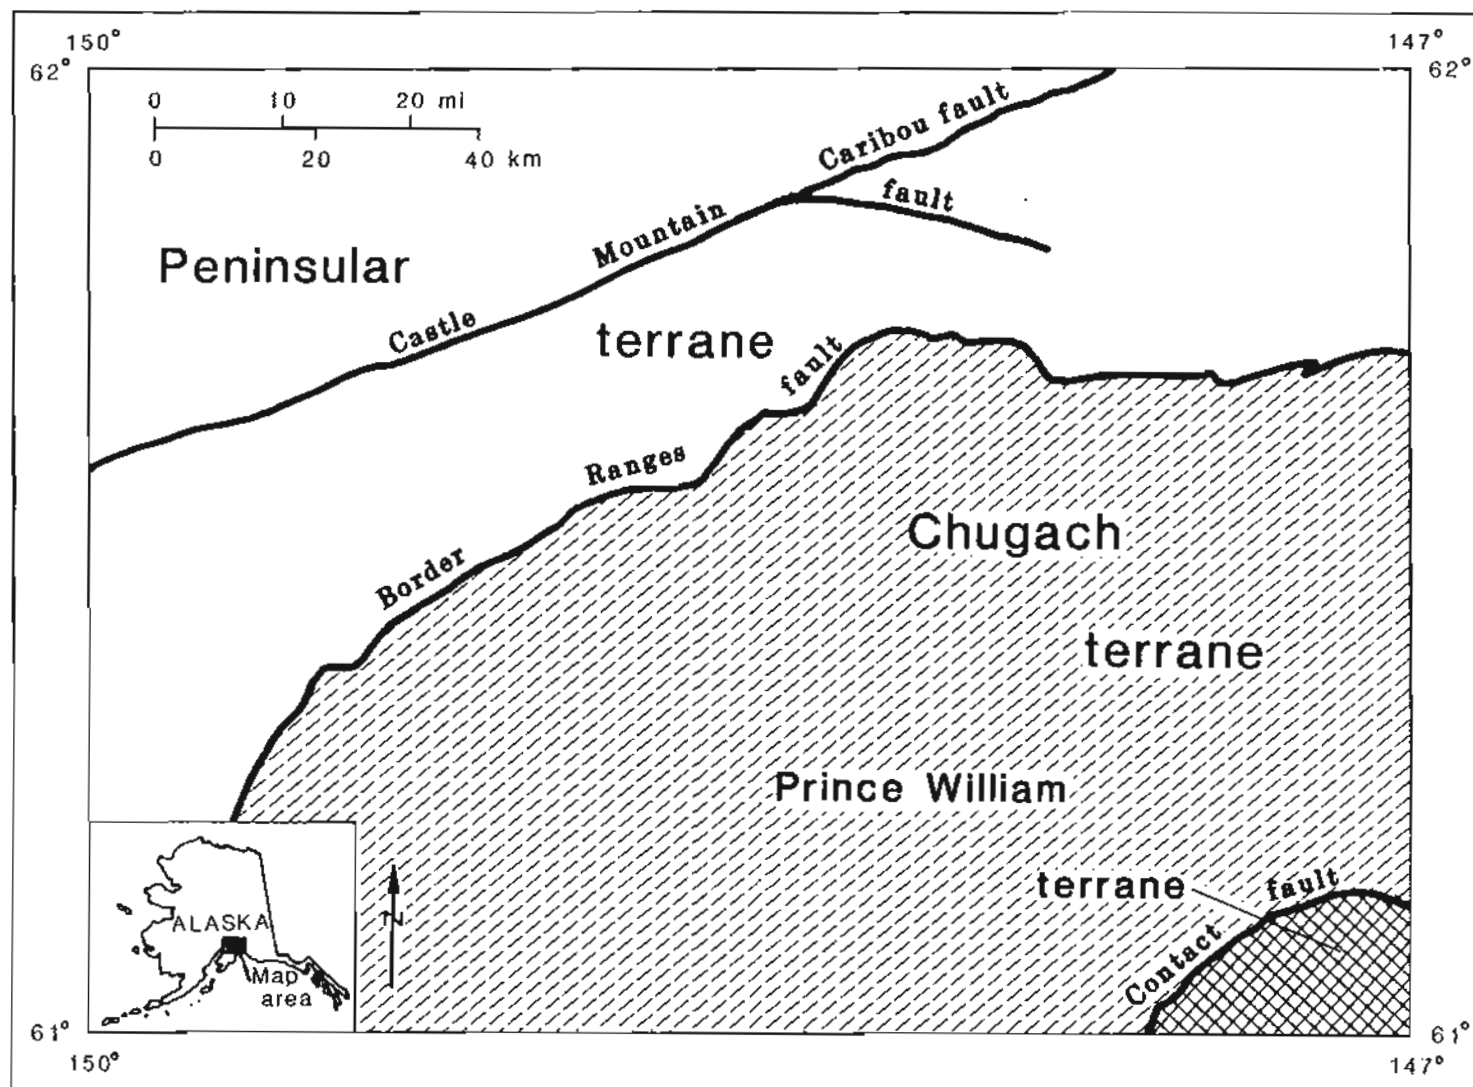 150° 147°
62° 62°
0 10 20 mi
0 20 40 km
Caribou fault
fault
Mountain
Castle
Peninsular
terrane
fault
Ranges
Border
Chugach
terrane
Prince William
terrane
fault
Contact
N
ALASKA
Map
area
61° 61°
150° 147°